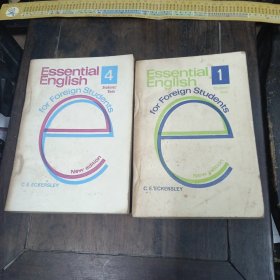 Essential
English
4
Students'
Text
for Foreign Students
New edition
C. E. ECKERSLEY
Essential
English
1
for Foreign Students
New edition
C. E. ECKERSLEY